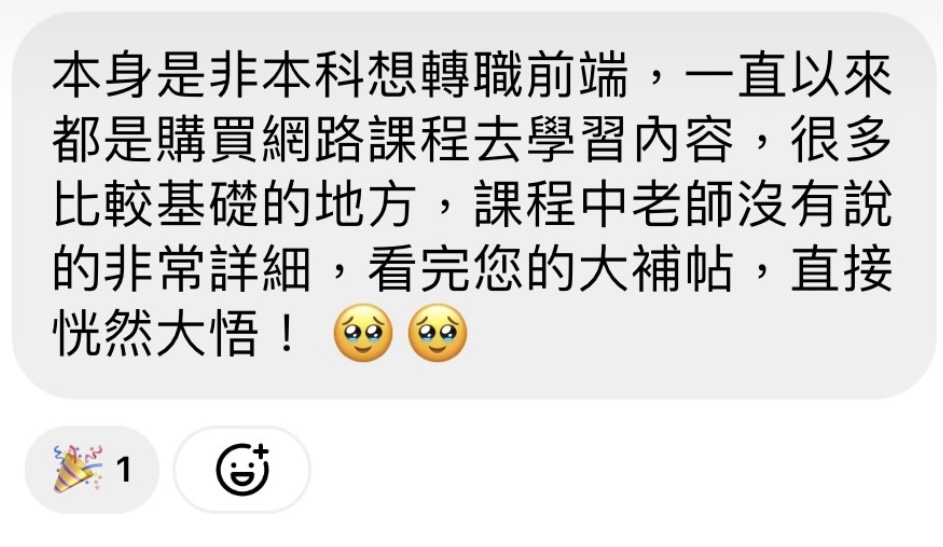 本身是非本科想轉職前端，一直以來
都是購買網路課程去學習內容，很多
比較基礎的地方，課程中老師沒有說
的非常詳細，看完您的大補帖，直接
恍然大悟！🥹🥹
🎉 1